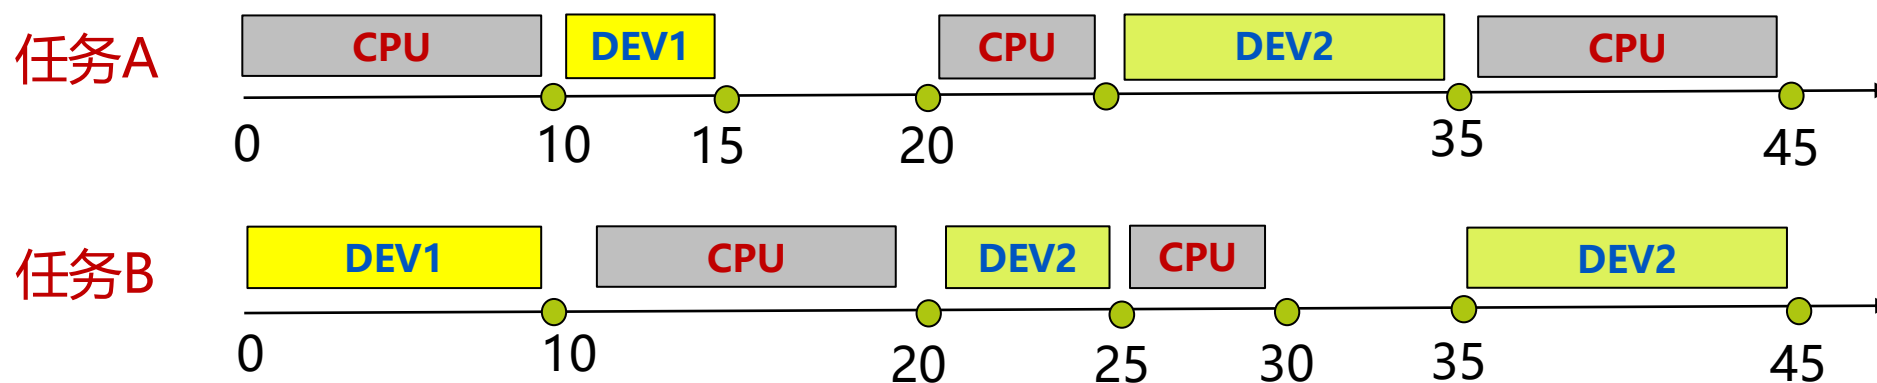 任务A CPU DEV1 CPU DEV2 CPU
0 10 15 20 35 45
任务B DEV1 CPU DEV2 CPU DEV2
0 10 20 25 30 35 45